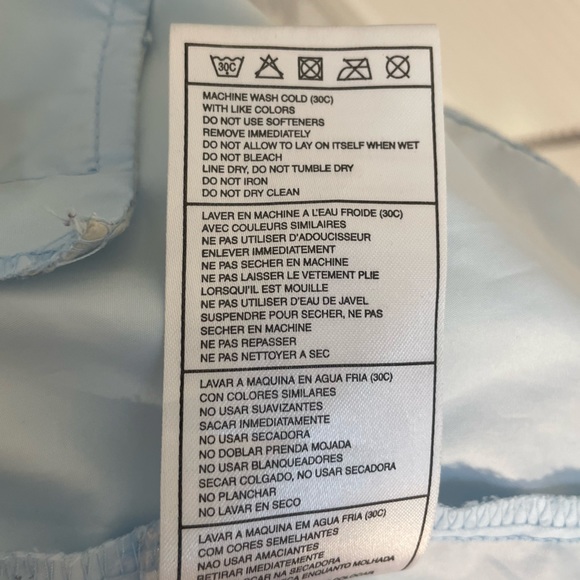 30C
MACHINE WASH COLD (30C)
WITH LIKE COLORS
DO NOT USE SOFTENERS
REMOVE IMMEDIATELY
DO NOT ALLOW TO LAY ON ITSELF WHEN WET
DO NOT BLEACH
LINE DRY, DO NOT TUMBLE DRY
DO NOT IRON
DO NOT DRY CLEAN
LAVER EN MACHINE A L'EAU FROIDE (30C)
AVEC COULEURS SIMILAIRES
NE PAS UTILISER D'ADOUCISSEUR
ENLEVER IMMEDIATEMENT
NE PAS SECHER EN MACHINE
NE PAS LAISSER LE VETEMENT PLIE
LORSQU'IL EST MOUILLE
NE PAS UTILISER D'EAU DE JAVEL
SUSPENDRE POUR SECHER, NE PAS
SECHER EN MACHINE
NE PAS REPASSER
NE PAS NETTOYER A SEC
LAVAR A MAQUINA EN AGUA FRIA (30C)
CON COLORES SIMILARES
NO USAR SUAVIZANTES
SACAR INMEDIATAMENTE
NO USAR SECADORA
NO DOBLAR PRENDA MOJADA
NO USAR BLANQUEADORES
SECAR COLGADO, NO USAR SECADORA
NO PLANCHAR
NO LAVAR EN SECO
LAVAR A MAQUINA EM AGUA FRIA (30C)
COM CORES SEMELHANTES
NAO USAR AMACIANTES
RETIRAR IMEDIATAMENTE
NA SECADORA
ENQUANTO MOLHADA